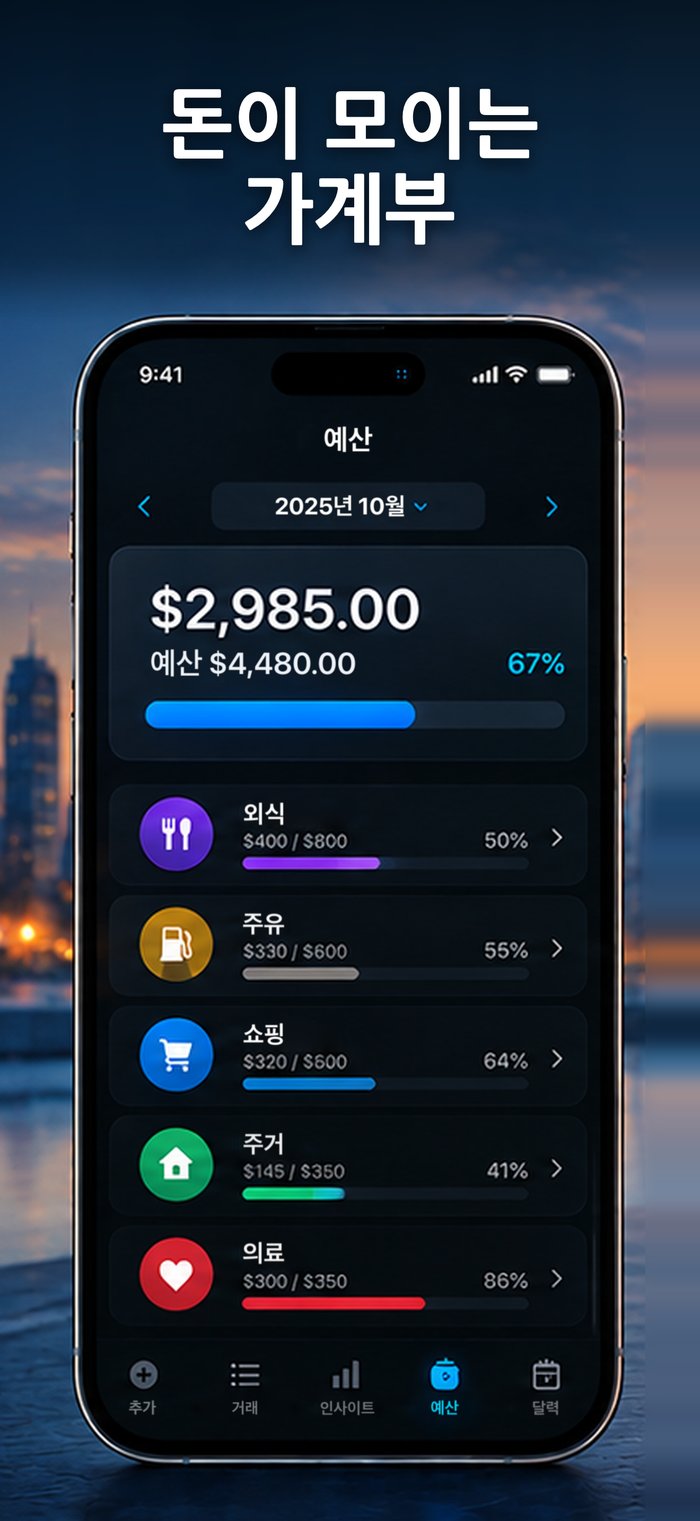 돈이 모이는
가계부
9:41
예산
2025년 10월
$2,985.00
예산 $4,480.00
67%
외식
$400 / $800
50%
주유
$330 / $600
55%
쇼핑
$320 / $600
64%
주거
$145 / $350
41%
의료
$300 / $350
86%
추가
거래
인사이트
예산
달력